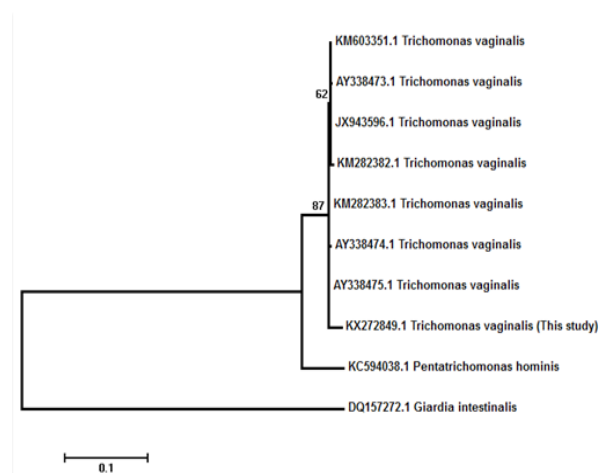 KM603351.1 Trichomonas vaginalis
AY338473.1 Trichomonas vaginalis
62
JX943596.1 Trichomonas vaginalis
KM282382.1 Trichomonas vaginalis
87
KM282383.1 Trichomonas vaginalis
AY338474.1 Trichomonas vaginalis
AY338475.1 Trichomonas vaginalis
KX272849.1 Trichomonas vaginalis (This study)
KC594038.1 Pentatrichomonas hominis
DQ157272.1 Giardia intestinalis
0.1